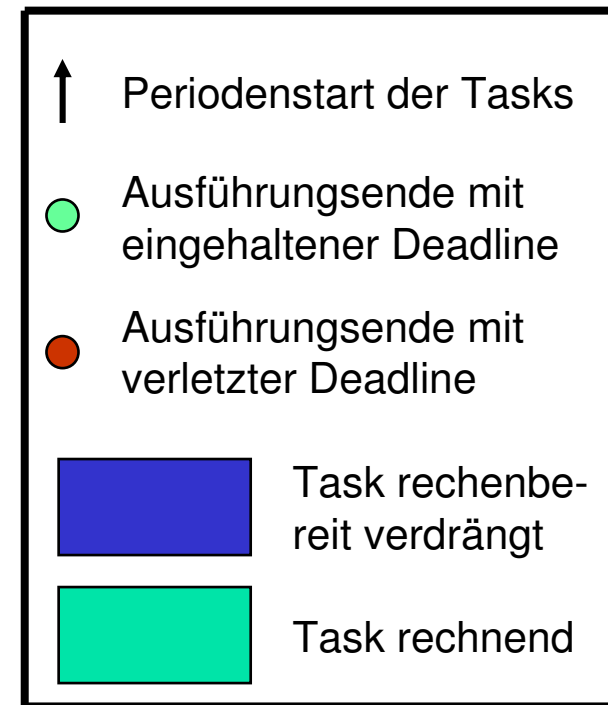 Periodenstart der Tasks
Ausführungsende mit
eingehaltener Deadline
Ausführungsende mit
verletzter Deadline
Task rechenbe-
reit verdrängt
Task rechnend